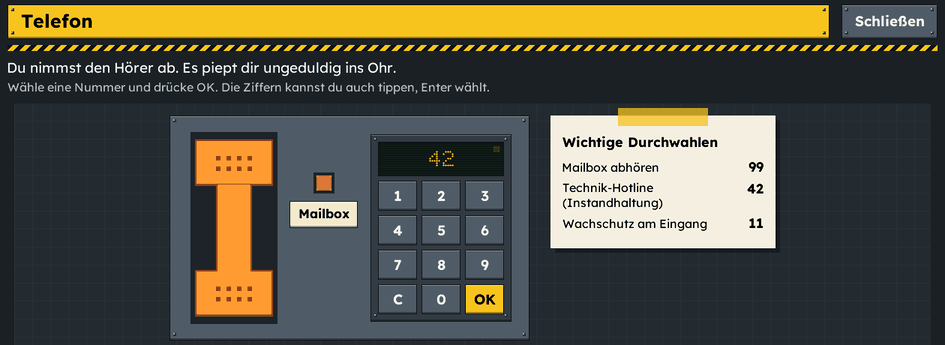 Telefon
Schließen
Du nimmst den Hörer ab. Es piept dir ungeduldig ins Ohr.
Wähle eine Nummer und drücke OK. Die Ziffern kannst du auch tippen, Enter wählt.
Mailbox
42
1 2 3
4 5 6
7 8 9
C 0 OK
Wichtige Durchwahlen
Mailbox abhören 99
Technik-Hotline 42
(Instandhaltung)
Wachschutz am Eingang 11